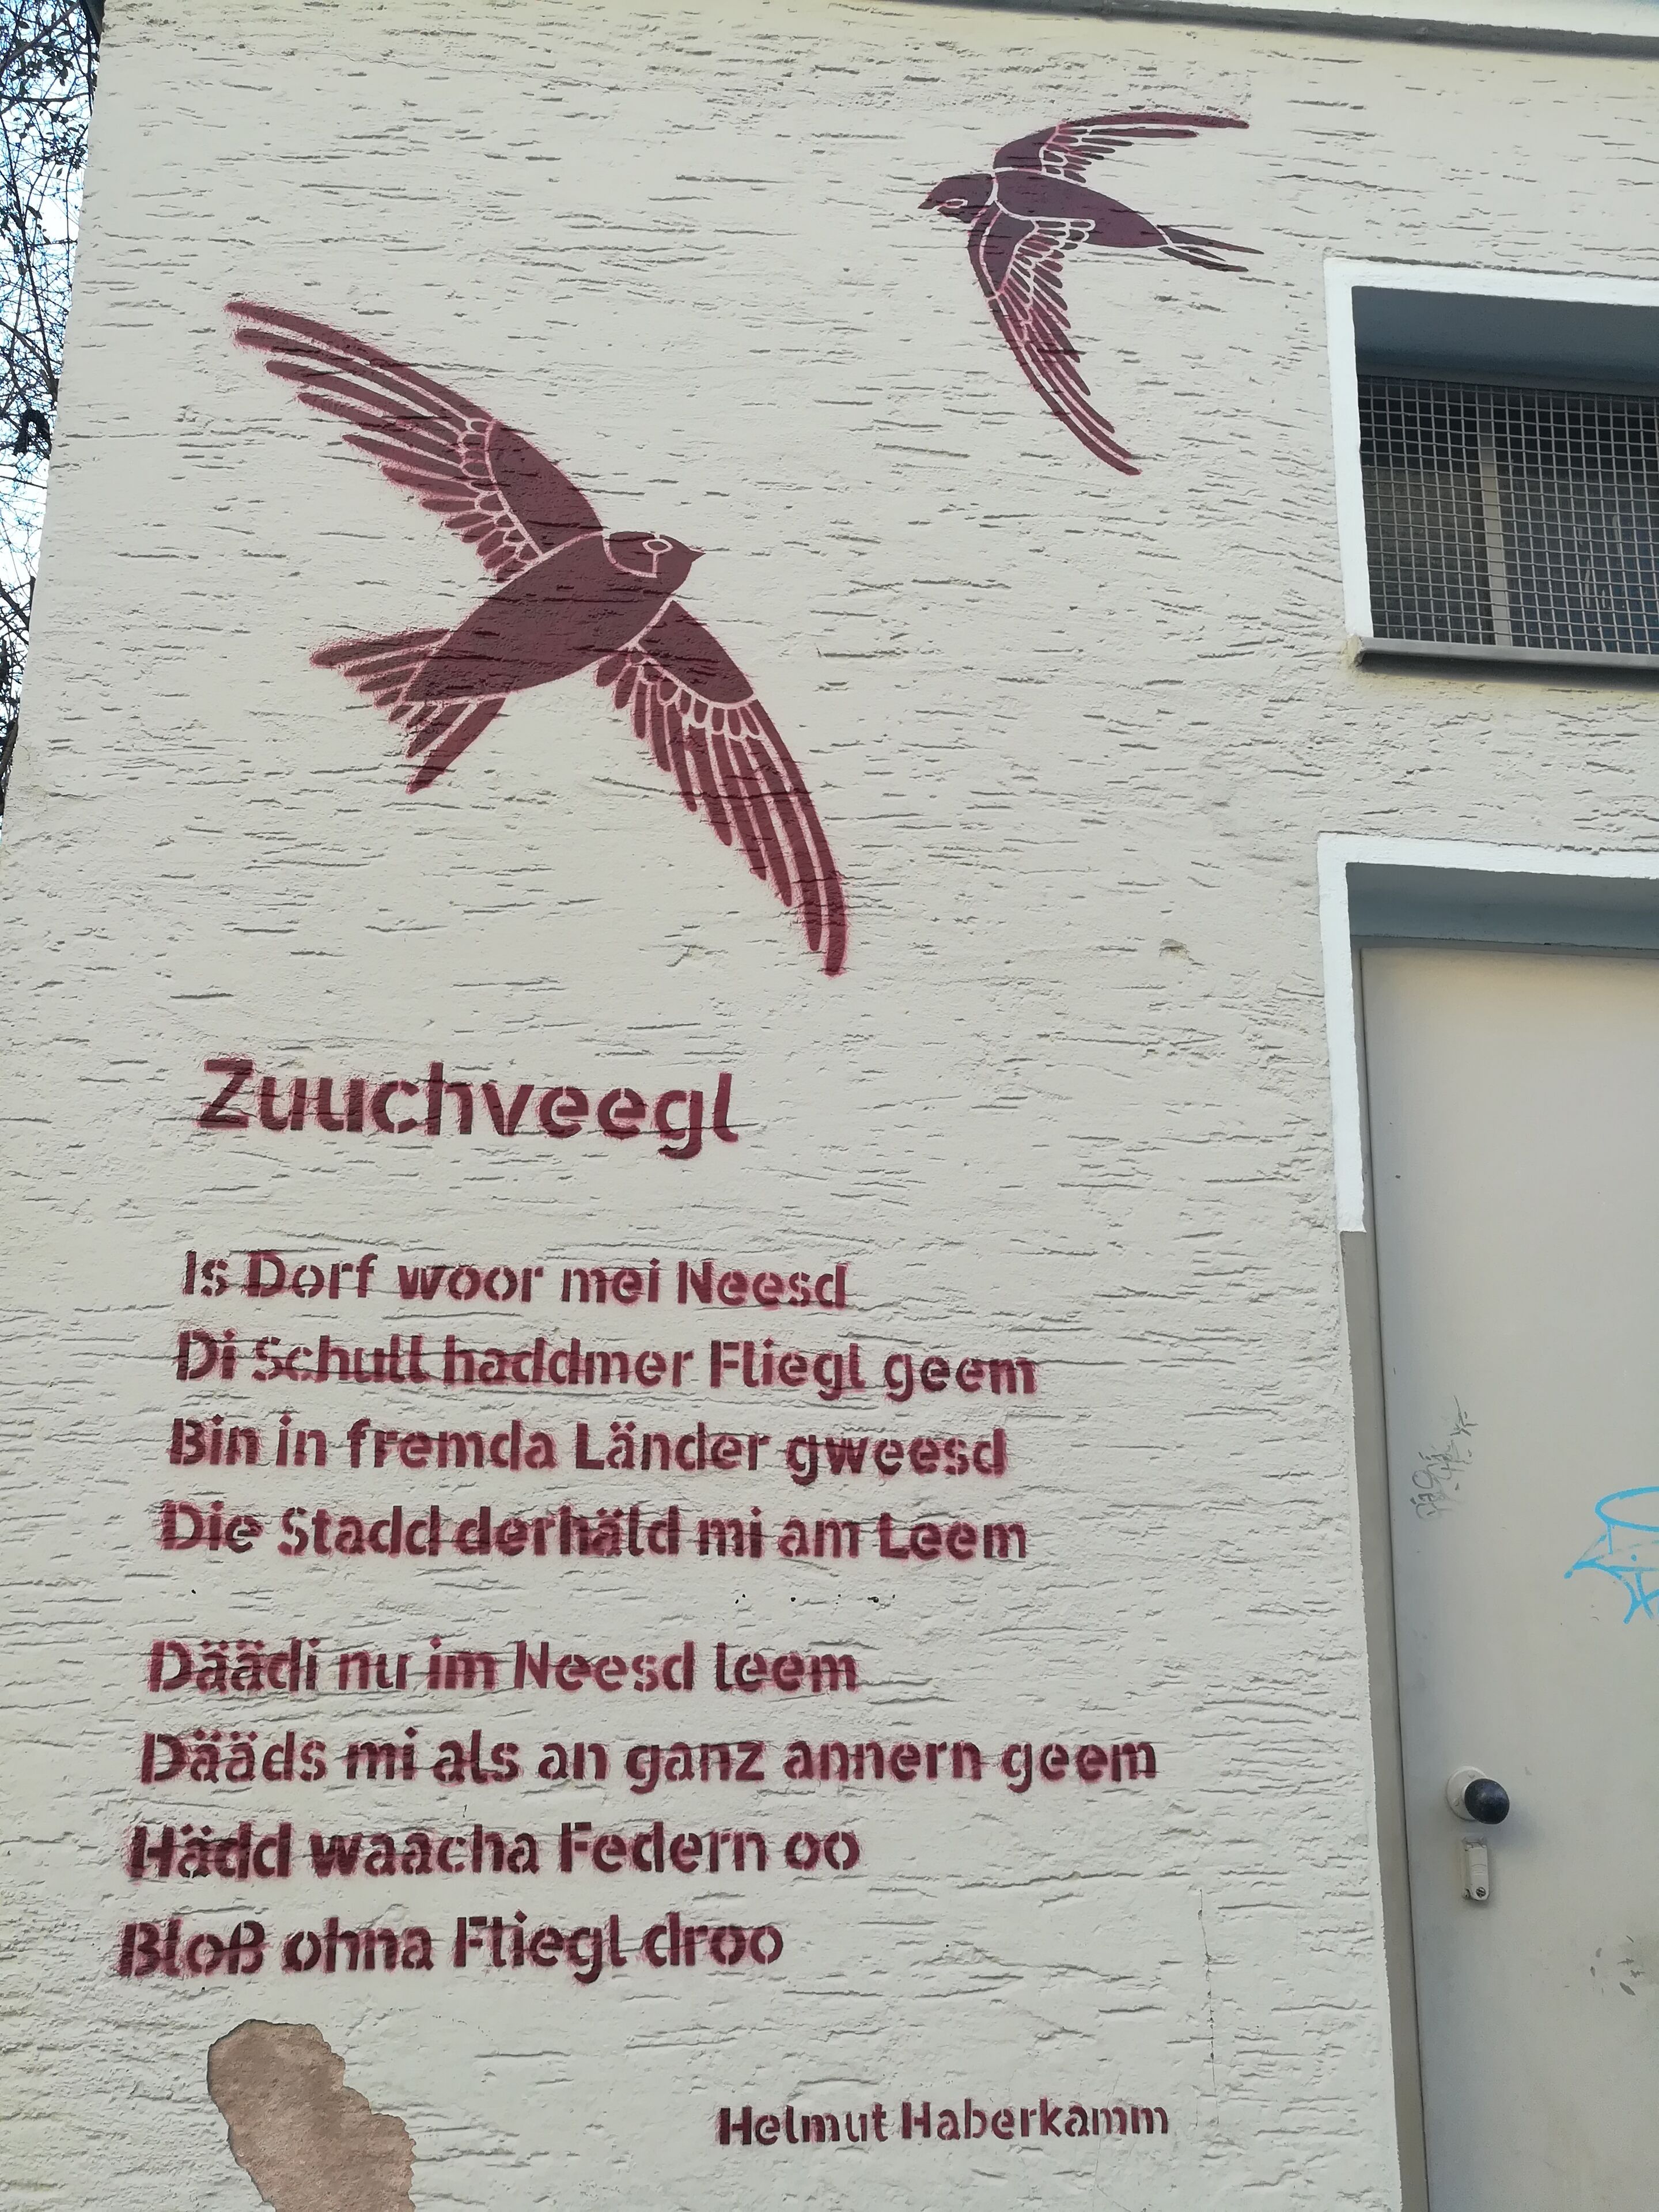 Zuuchveegl
Is Dorf woor mei Neesd
Di Schull haddmer Fliegl geem
Bin in fremda Länder gweesd
Die Stadd derhäld mi am Leem
Däädi nu im Neesd leem
Dääds mi als an ganz annern geem
Hädd waacha Federn oo
Bloß ohna Fliegl droo
Helmut Haberkamm